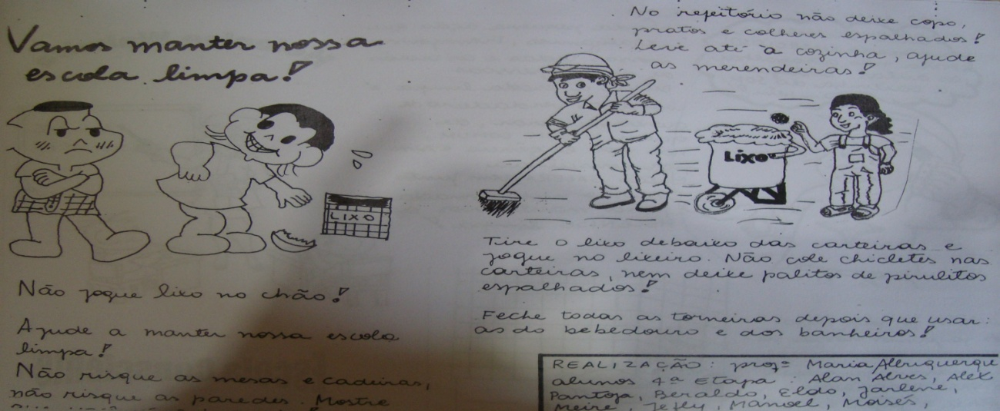 Vamos manter nossa
escola limpa!
LIXO
Não jogue lixo no chão!
Ajude a manter nossa escola
limpa!
Não risque as mesas e cadeiras,
não risque as paredes. Mostre
No refeitório não deixe copo,
pratos e colheres espalhados!
Leve até à cozinha, ajude
as merendeiras!
LIXO
Tire o lixo debaixo das carteiras e
jogue no lixeiro. Não cole chicletes nas
carteiras, nem deixe palitos de pirulitos
espalhados!
Feche todas as torneiras depois que usar:
as do bebedouro e dos banheiros!
REALIZAÇÃO: profª Maria Albuquerque
alunos 4ª Etapa: Alan Alves, Alex
Pantoja, Beraldo, Eldo, Jarlene,
Meire, Jefly, Manoel, Moisés,